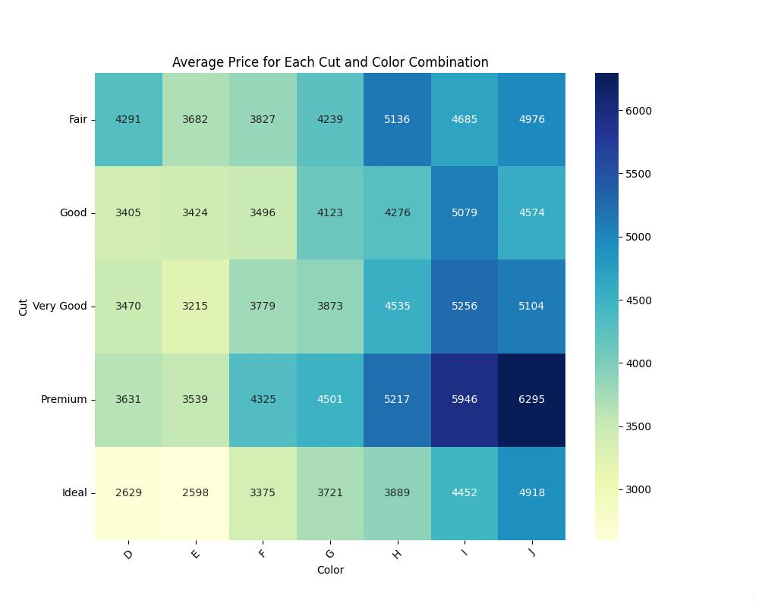 Average Price for Each Cut and Color Combination
Fair 4291 3682 3827 4239 5136 4685 4976
Good 3405 3424 3496 4123 4276 5079 4574
Very Good 3470 3215 3779 3873 4535 5256 5104
Premium 3631 3539 4325 4501 5217 5946 6295
Ideal 2629 2598 3375 3721 3889 4452 4918
Cut
D E F G H I J
Color
6000
5500
5000
4500
4000
3500
3000